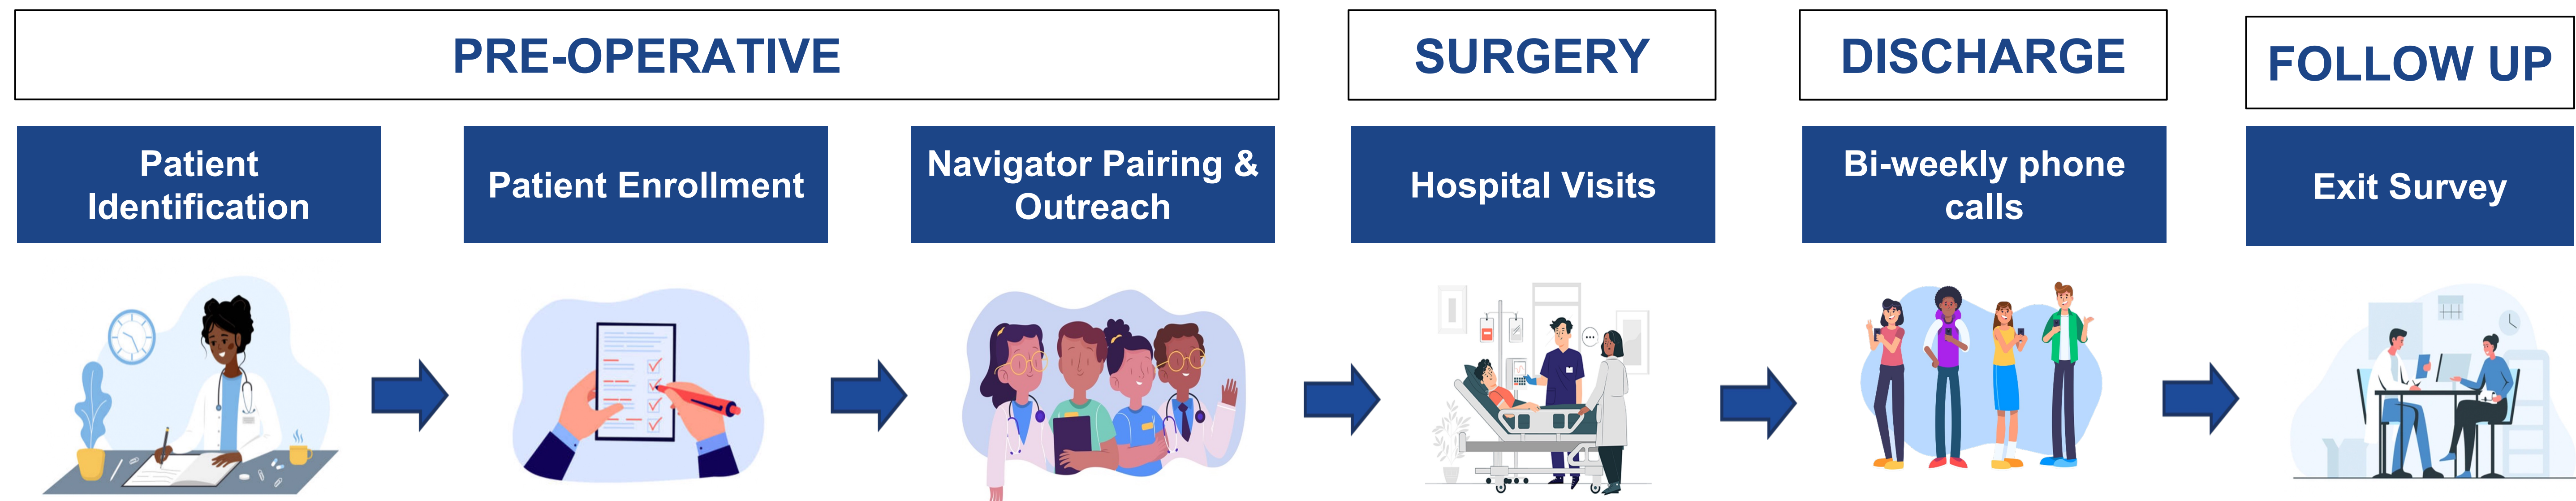 PRE-OPERATIVE
SURGERY
DISCHARGE
FOLLOW UP
Patient
Identification
Patient Enrollment
Navigator Pairing &
Outreach
Hospital Visits
Bi-weekly phone
calls
Exit Survey